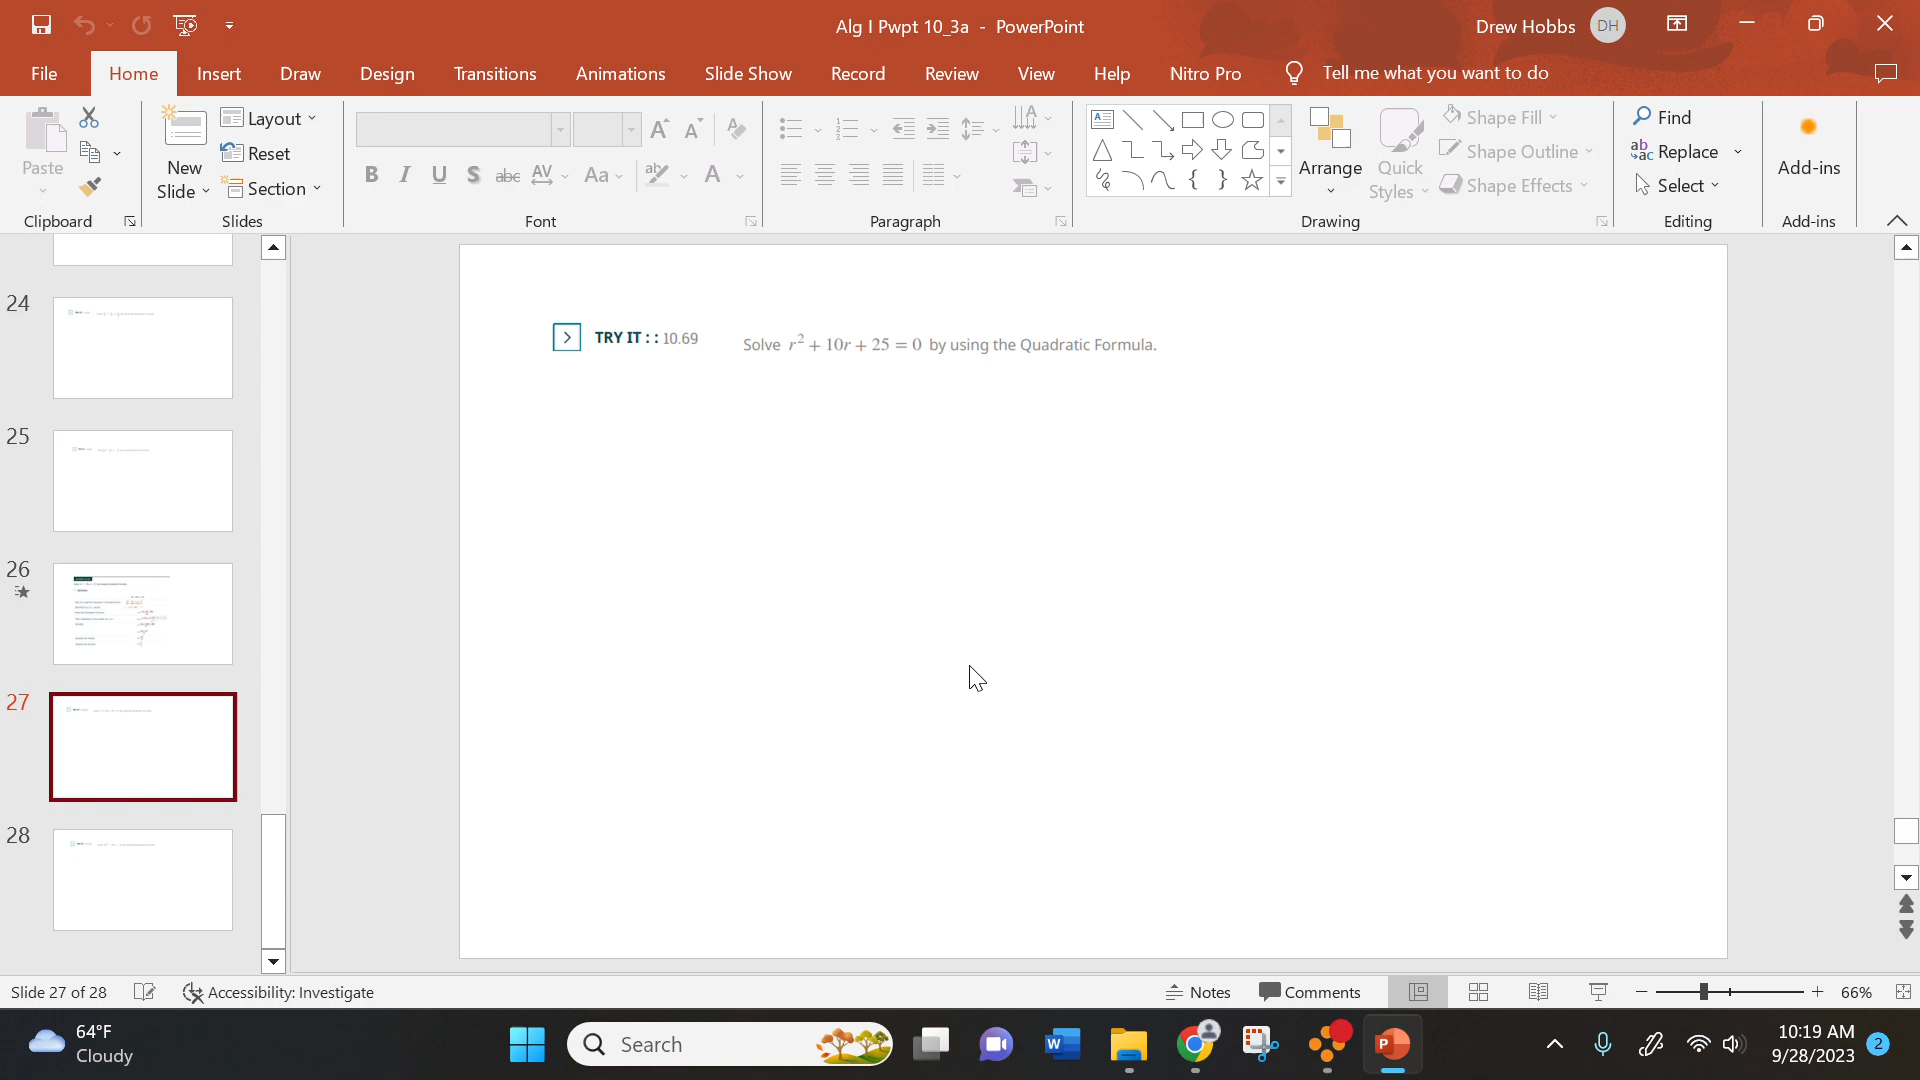 Alg I Pwpt 10_3a - PowerPoint
Drew Hobbs DH
File Home Insert Draw Design Transitions Animations Slide Show Record Review View Help Nitro Pro Tell me what you want to do
Paste
Clipboard
New Slide
Layout
Reset
Section
Slides
B I U S abc AV Aa ab A
Font
Paragraph
Arrange
Quick Styles
Shape Fill
Shape Outline
Shape Effects
Drawing
Find
Replace
Select
Editing
Add-ins
Add-ins
24
25
26
27
28
TRY IT : : 10.69 Solve r² + 10r + 25 = 0 by using the Quadratic Formula.
Slide 27 of 28 Accessibility: Investigate Notes Comments 66%
64°F
Cloudy
Search
10:19 AM
9/28/2023 2